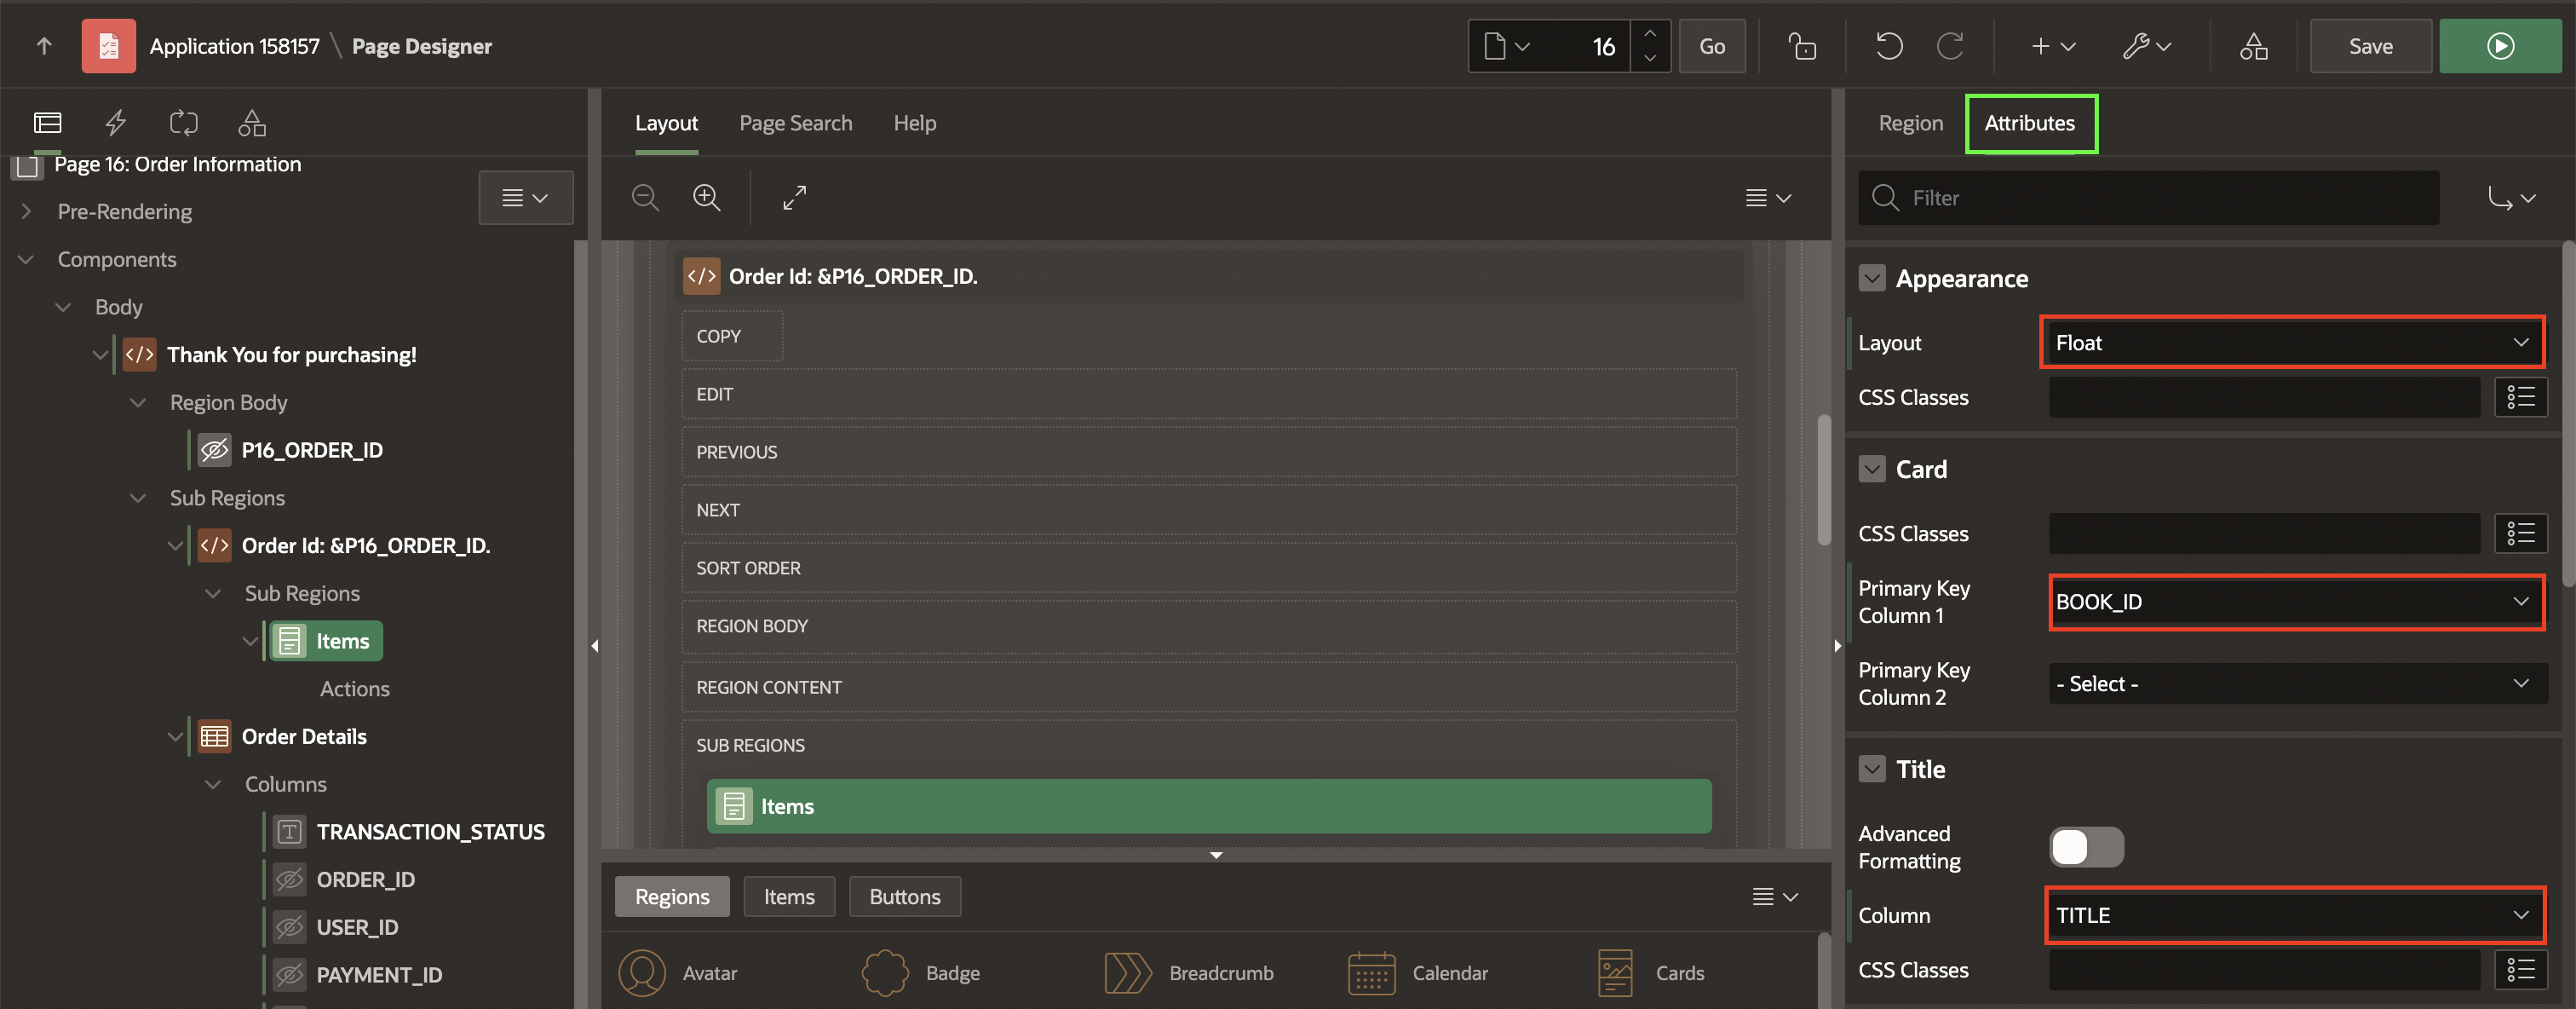 Application 158157 \ Page Designer
16
Go
Save
Page 16: Order Information
Pre-Rendering
Components
Body
Thank You for purchasing!
Region Body
P16_ORDER_ID
Sub Regions
Order Id: &P16_ORDER_ID.
Sub Regions
Items
Actions
Order Details
Columns
TRANSACTION_STATUS
ORDER_ID
USER_ID
PAYMENT_ID
Layout
Page Search
Help
Order Id: &P16_ORDER_ID.
COPY
EDIT
PREVIOUS
NEXT
SORT ORDER
REGION BODY
REGION CONTENT
SUB REGIONS
Items
Regions
Items
Buttons
Avatar
Badge
Breadcrumb
Calendar
Cards
Region
Attributes
Filter
Appearance
Layout
Float
CSS Classes
Card
CSS Classes
Primary Key
Column 1
BOOK_ID
Primary Key
Column 2
- Select -
Title
Advanced
Formatting
Column
TITLE
CSS Classes